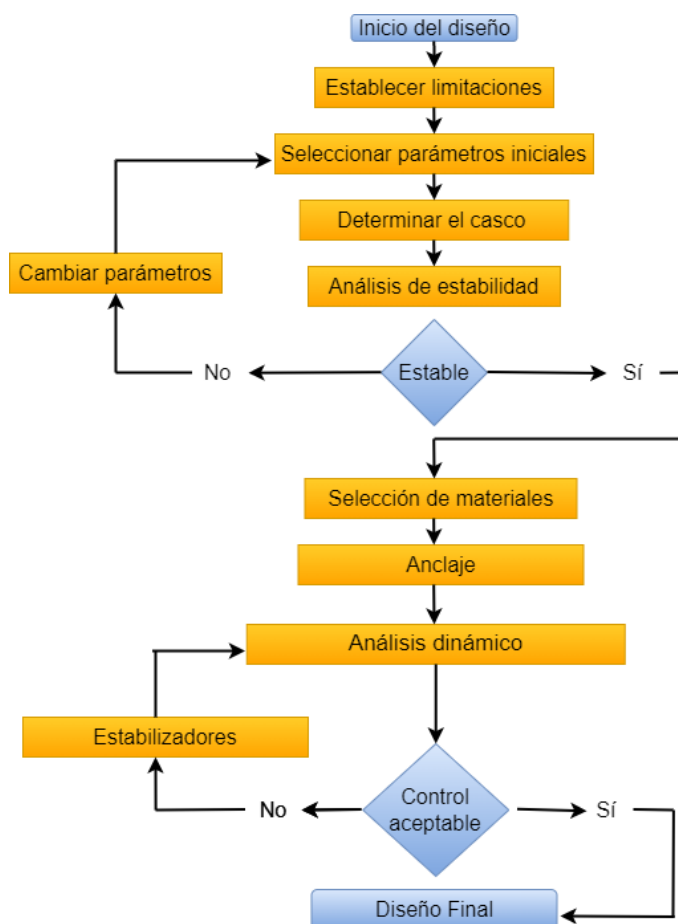 Inicio del diseño
Establecer limitaciones
Seleccionar parámetros iniciales
Determinar el casco
Cambiar parámetros
Análisis de estabilidad
No
Estable
Sí
Selección de materiales
Anclaje
Análisis dinámico
Estabilizadores
No
Control
aceptable
Sí
Diseño Final